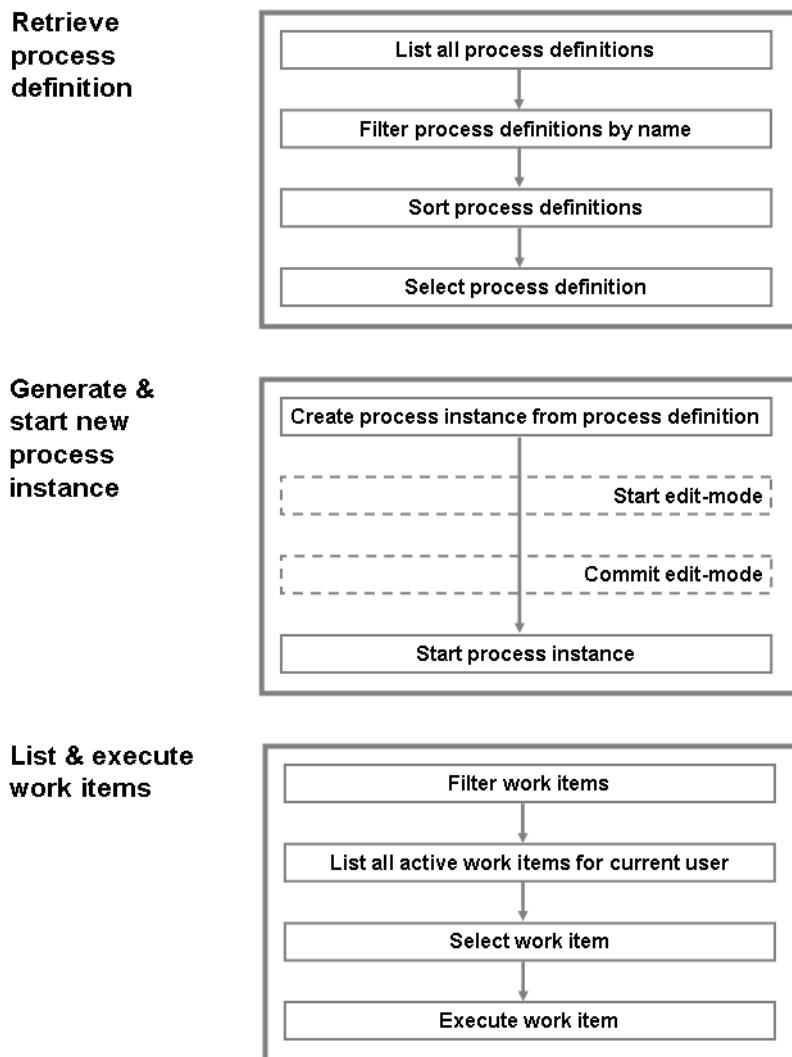 Retrieve
process
definition
List all process definitions
Filter process definitions by name
Sort process definitions
Select process definition
Generate &
start new
process
instance
Create process instance from process definition
Start edit-mode
Commit edit-mode
Start process instance
List & execute
work items
Filter work items
List all active work items for current user
Select work item
Execute work item